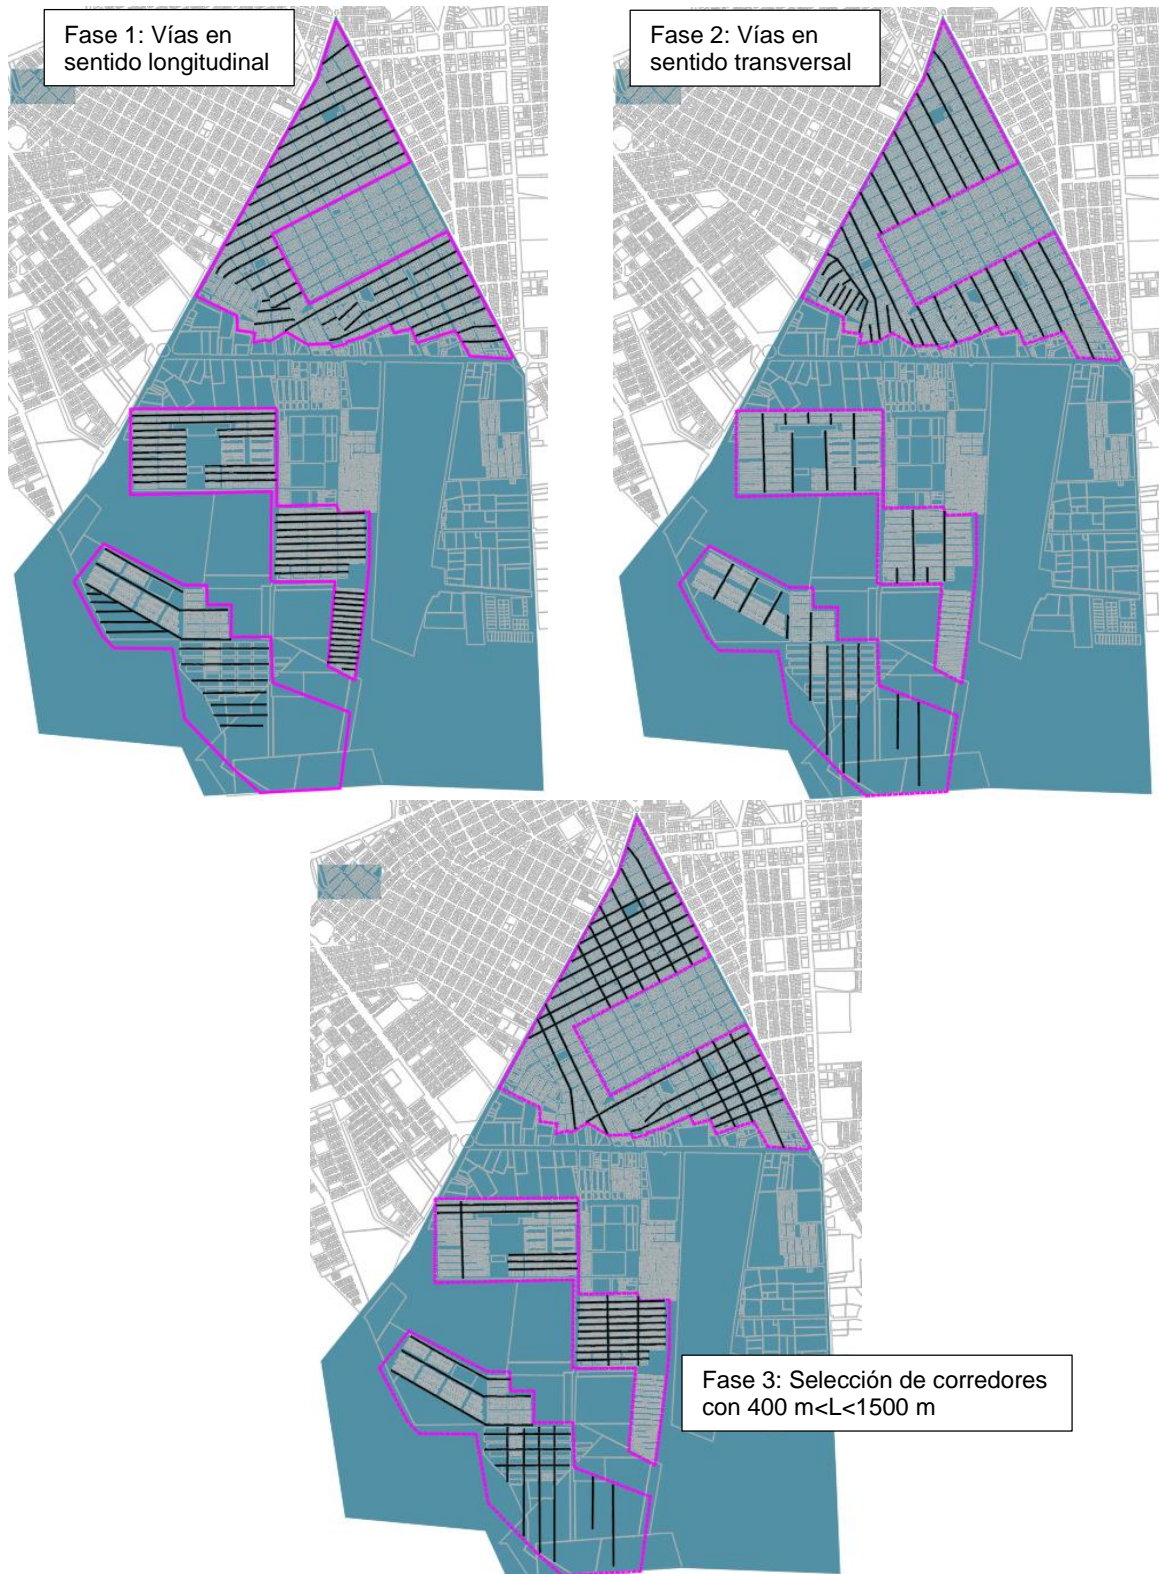 Fase 1: Vías en
sentido longitudinal
Fase 2: Vías en
sentido transversal
Fase 3: Selección de corredores
con 400 m<L<1500 m